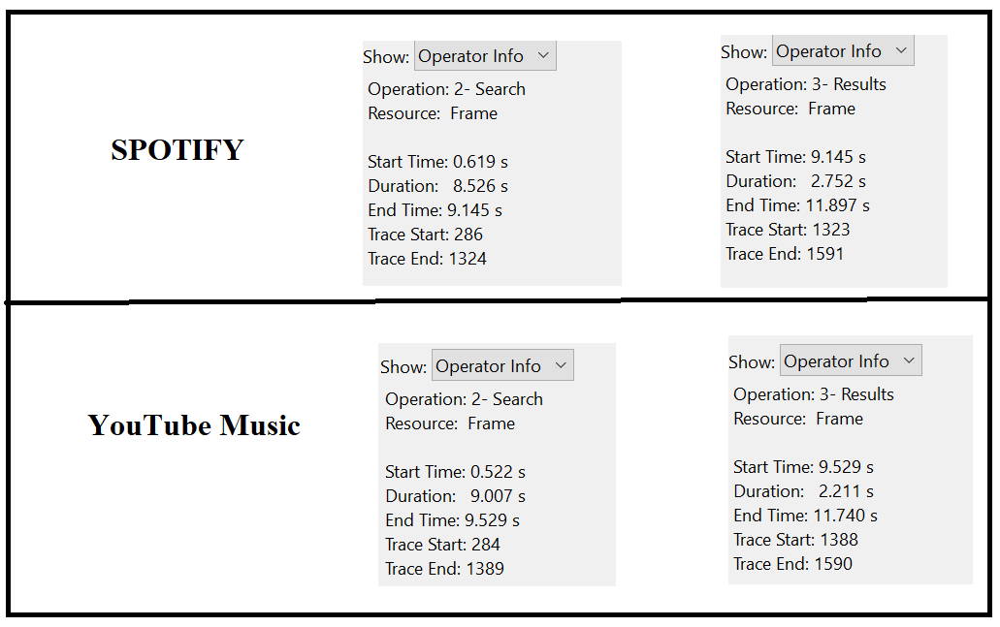 SPOTIFY
Show: Operator Info
Operation: 2- Search
Resource: Frame
Start Time: 0.619 s
Duration: 8.526 s
End Time: 9.145 s
Trace Start: 286
Trace End: 1324
Show: Operator Info
Operation: 3- Results
Resource: Frame
Start Time: 9.145 s
Duration: 2.752 s
End Time: 11.897 s
Trace Start: 1323
Trace End: 1591
YouTube Music
Show: Operator Info
Operation: 2- Search
Resource: Frame
Start Time: 0.522 s
Duration: 9.007 s
End Time: 9.529 s
Trace Start: 284
Trace End: 1389
Show: Operator Info
Operation: 3- Results
Resource: Frame
Start Time: 9.529 s
Duration: 2.211 s
End Time: 11.740 s
Trace Start: 1388
Trace End: 1590